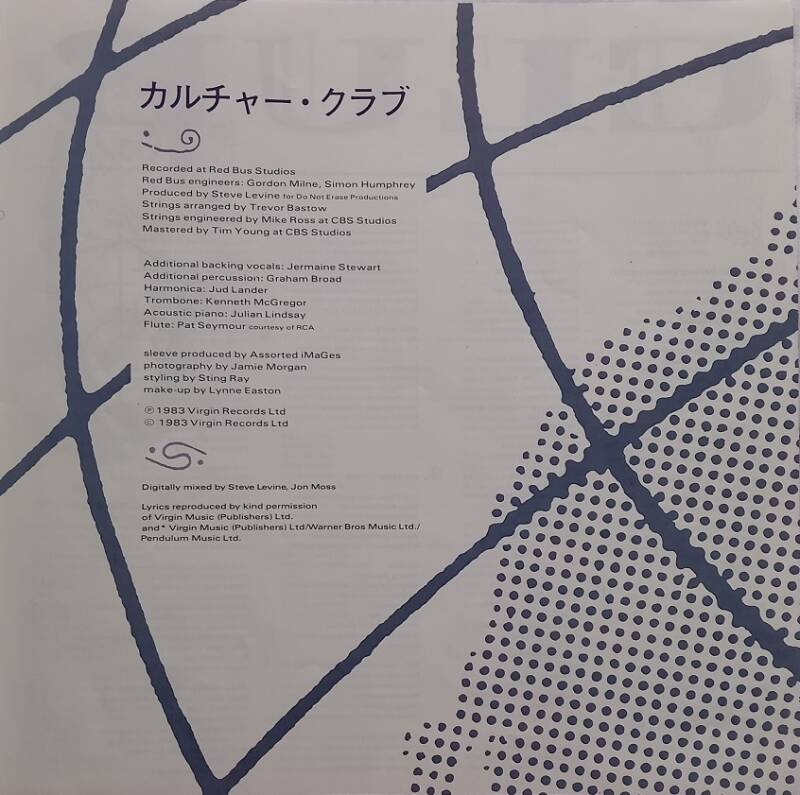 カルチャー・クラブ
Recorded at Red Bus Studios
Red Bus engineers: Gordon Milne, Simon Humphrey
Produced by Steve Levine for Do Not Erase Productions
Strings arranged by Trevor Bastow
Strings engineered by Mike Ross at CBS Studios
Mastered by Tim Young at CBS Studios
Additional backing vocals: Jermaine Stewart
Additional percussion: Graham Broad
Harmonica: Jud Lander
Trombone: Kenneth McGregor
Acoustic piano: Julian Lindsay
Flute: Pat Seymour courtesy of RCA
sleeve produced by Assorted iMaGes
photography by Jamie Morgan
styling by Sting Ray
make-up by Lynne Easton
℗ 1983 Virgin Records Ltd
© 1983 Virgin Records Ltd
Digitally mixed by Steve Levine, Jon Moss
Lyrics reproduced by kind permission
of Virgin Music (Publishers) Ltd.
and* Virgin Music (Publishers) Ltd/Warner Bros Music Ltd./
Pendulum Music Ltd.